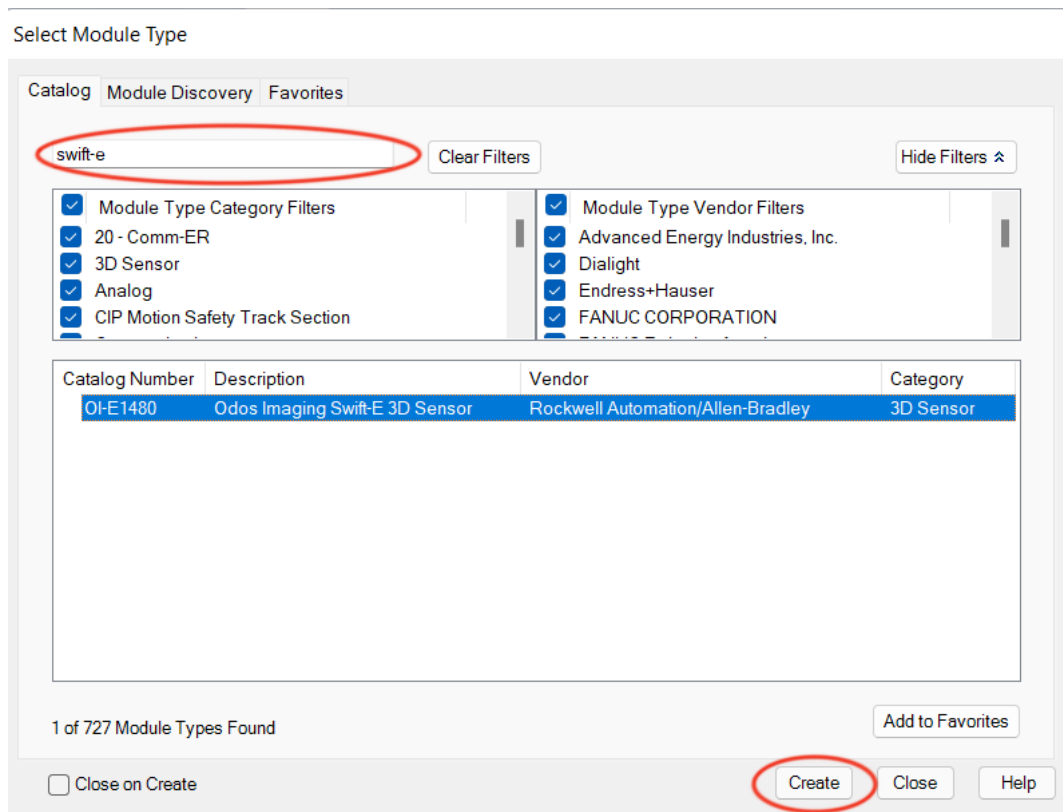 Select Module Type
Catalog Module Discovery Favorites
swift-e Clear Filters Hide Filters
Module Type Category Filters
20 - Comm-ER
3D Sensor
Analog
CIP Motion Safety Track Section
Module Type Vendor Filters
Advanced Energy Industries, Inc.
Dialight
Endress+Hauser
FANUC CORPORATION
Catalog Number Description Vendor Category
OI-E1480 Odos Imaging Swift-E 3D Sensor Rockwell Automation/Allen-Bradley 3D Sensor
1 of 727 Module Types Found Add to Favorites
Close on Create Create Close Help